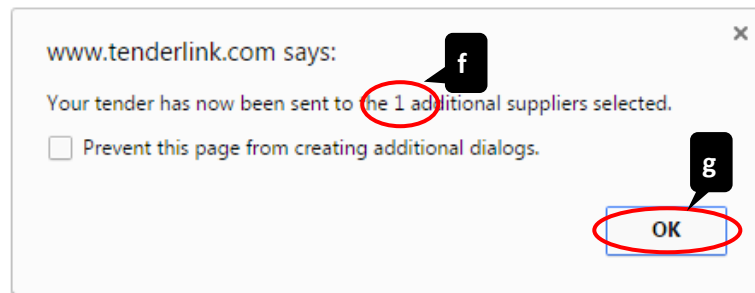 www.tenderlink.com says:
f
Your tender has now been sent to the 1 additional suppliers selected.
Prevent this page from creating additional dialogs.
g
OK